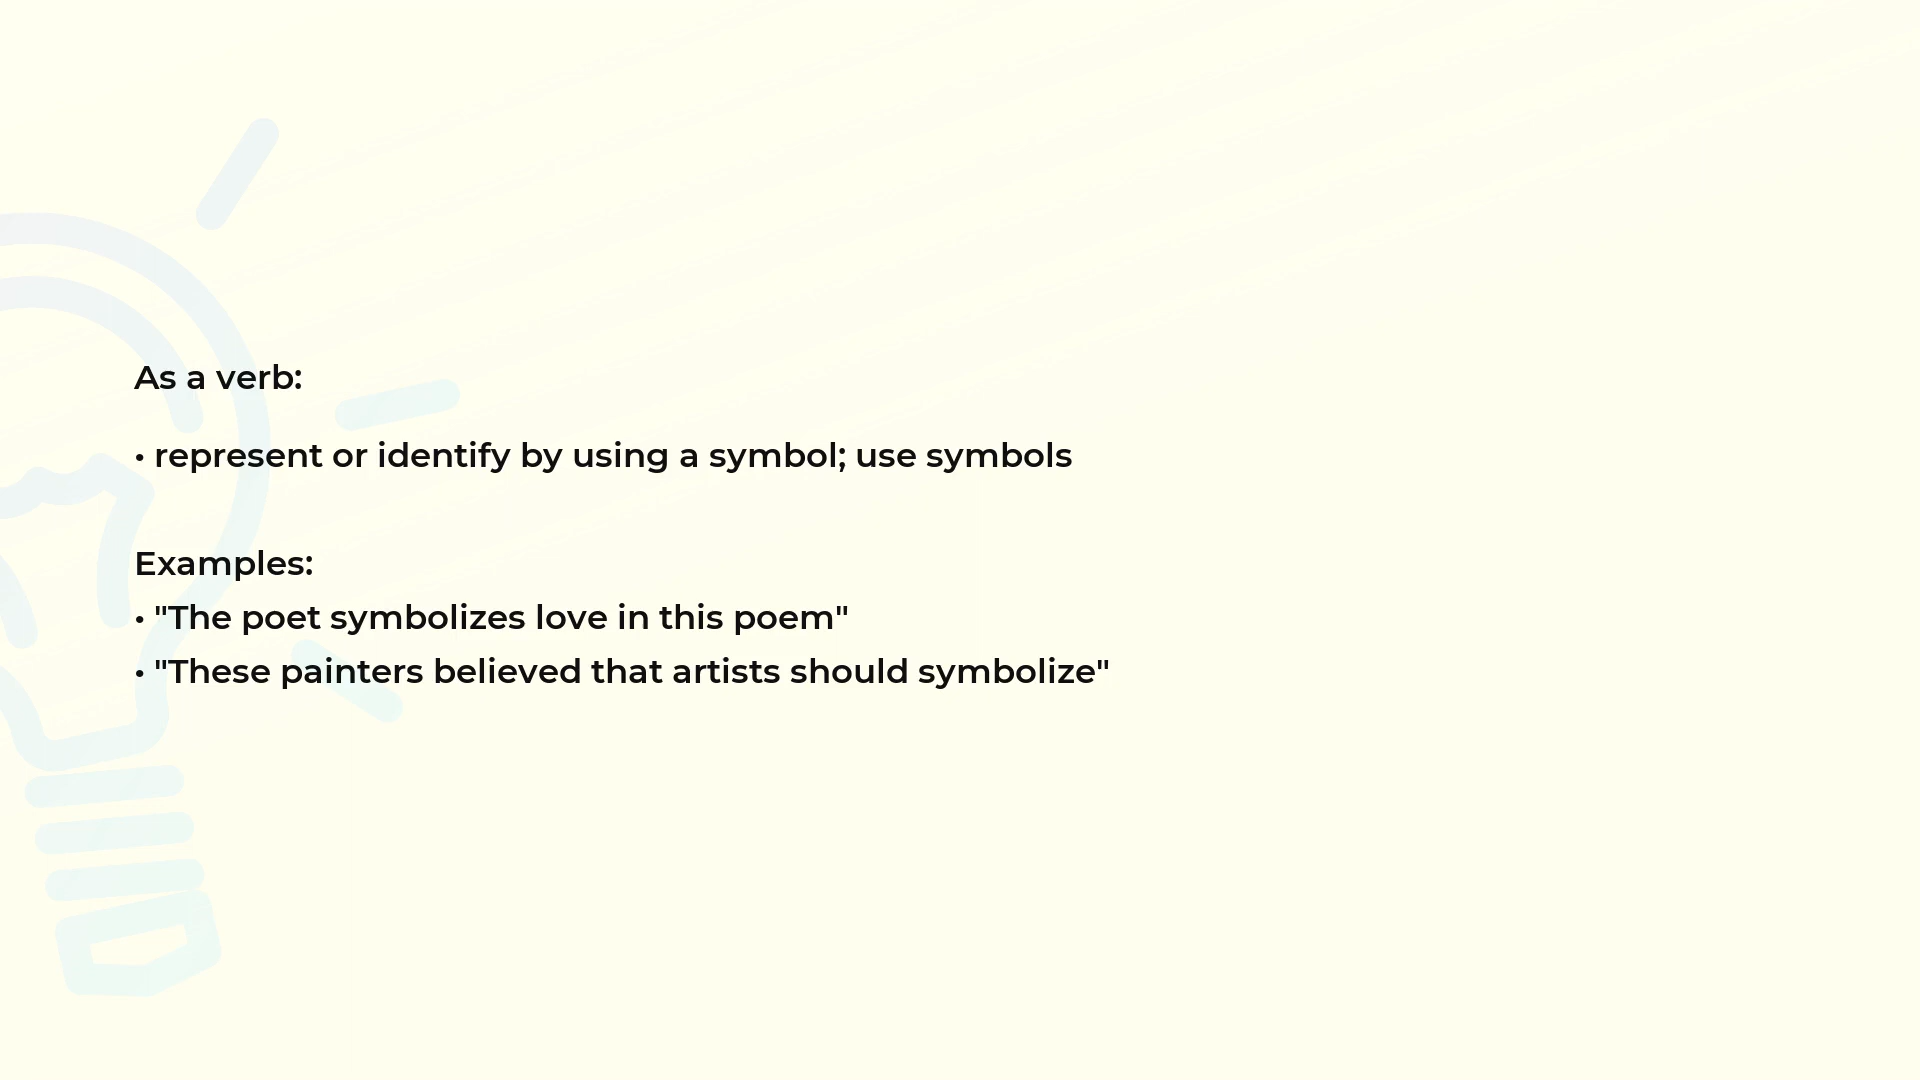 As a verb:
• represent or identify by using a symbol; use symbols
Examples:
• "The poet symbolizes love in this poem"
• "These painters believed that artists should symbolize"